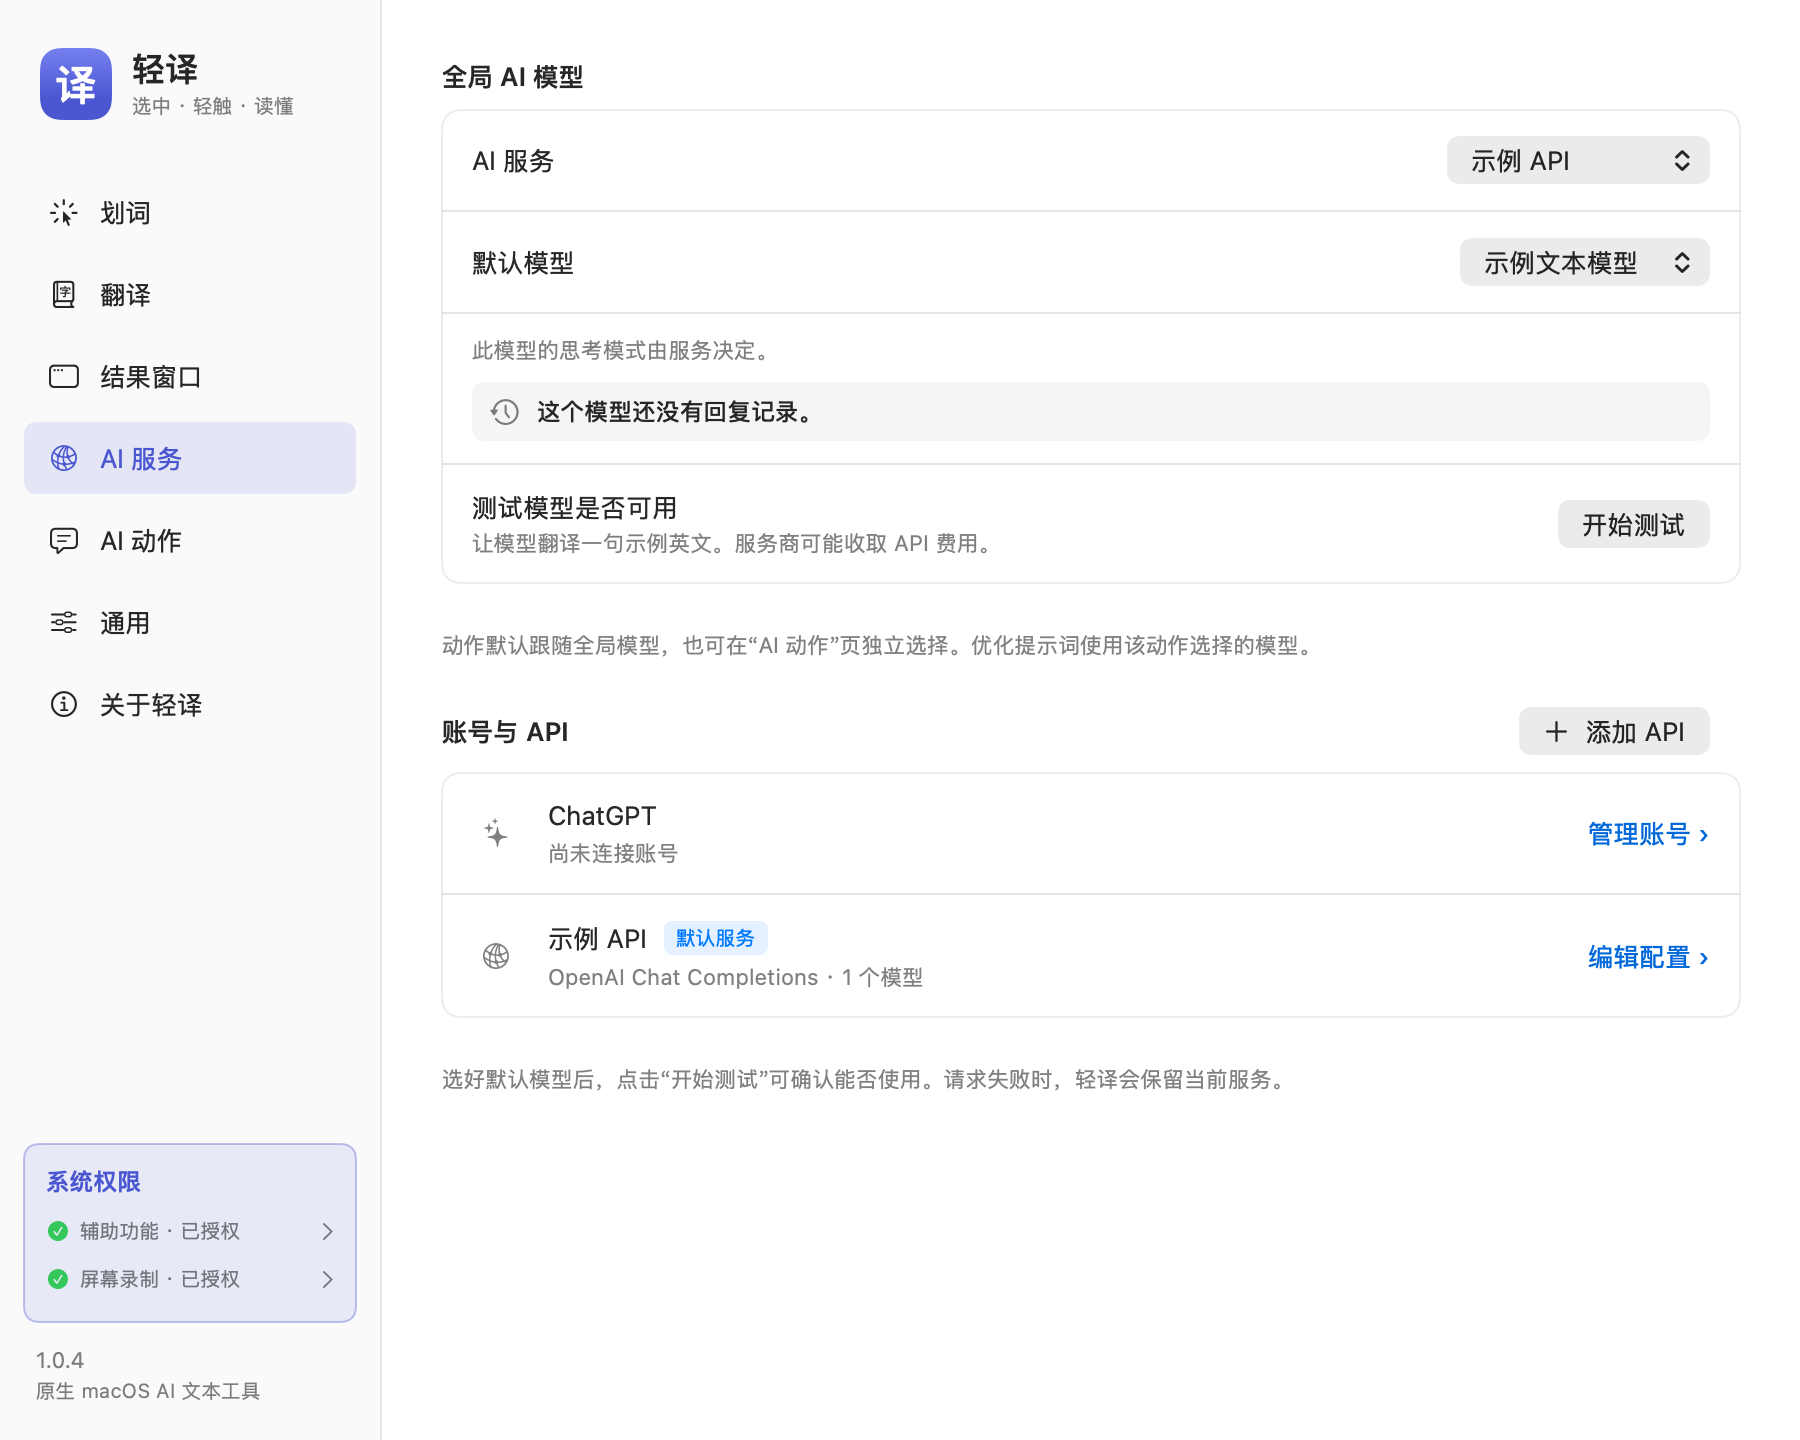 译
轻译
选中 · 轻触 · 读懂
划词
翻译
结果窗口
AI 服务
AI 动作
通用
关于轻译
系统权限
辅助功能 · 已授权
屏幕录制 · 已授权
1.0.4
原生 macOS AI 文本工具
全局 AI 模型
AI 服务
示例 API
默认模型
示例文本模型
此模型的思考模式由服务决定。
这个模型还没有回复记录。
测试模型是否可用
让模型翻译一句示例英文。服务商可能收取 API 费用。
开始测试
动作默认跟随全局模型，也可在“AI 动作”页独立选择。优化提示词使用该动作选择的模型。
账号与 API
添加 API
ChatGPT
尚未连接账号
管理账号 ›
示例 API 默认服务
OpenAI Chat Completions · 1 个模型
编辑配置 ›
选好默认模型后，点击“开始测试”可确认能否使用。请求失败时，轻译会保留当前服务。